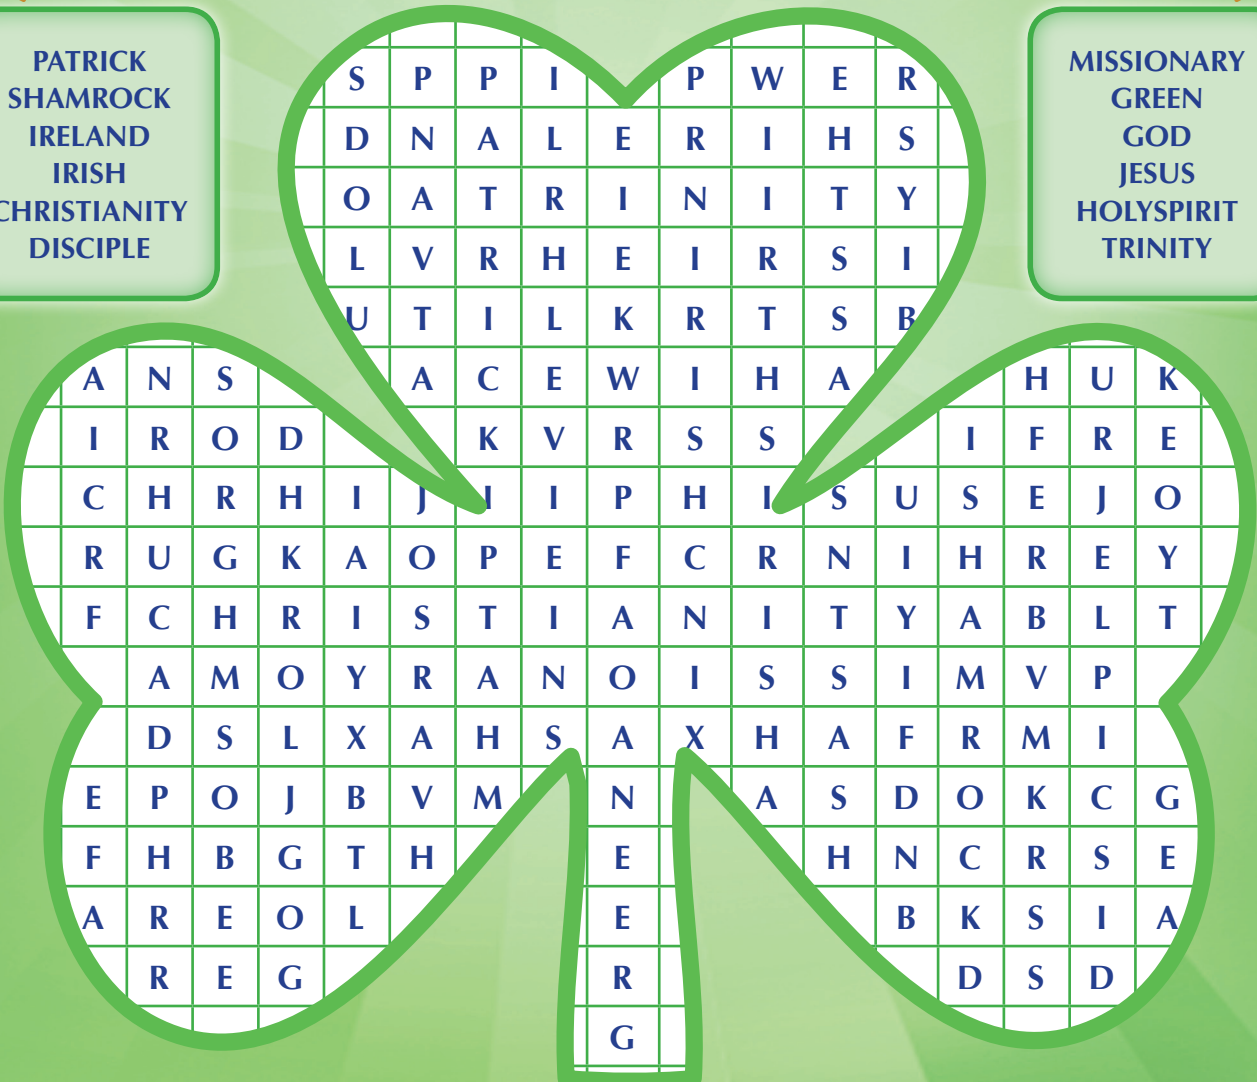 PATRICK
SHAMROCK
IRELAND
IRISH
CHRISTIANITY
DISCIPLE
MISSIONARY
GREEN
GOD
JESUS
HOLYSPIRIT
TRINITY
S P P I P W E R
D N A L E R I H S
O A T R I N I T Y
L V R H E I R S I
U T I L K R T S B
A N S A C E W I H A H U K
I R O D K V R S S I F R E
C H R H I J I I P H I S U S E J O
R U G K A O P E F C R N I H R E Y
F C H R I S T I A N I T Y A B L T
A M O Y R A N O I S S I M V P
D S L X A H S A X H A F R M I
E P O J B V M N A S D O K C G
F H B G T H E H N C R S E
A R E O L E B K S I A
R E G R D S D
G